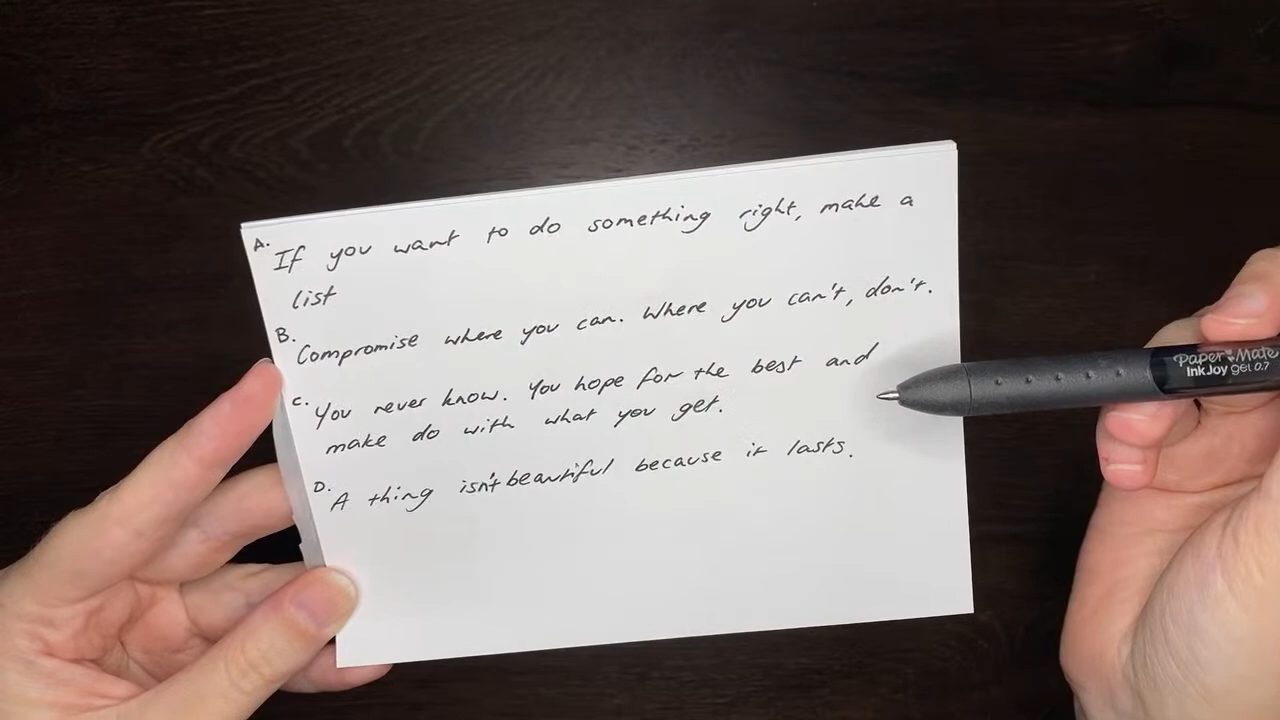 A. If you want to do something right, make a
list
B. Compromise where you can. Where you can't, don't.
C. You never know. You hope for the best and
make do with what you get.
D. A thing isn't beautiful because it lasts.
Paper Mate
InkJoy gel 0.7